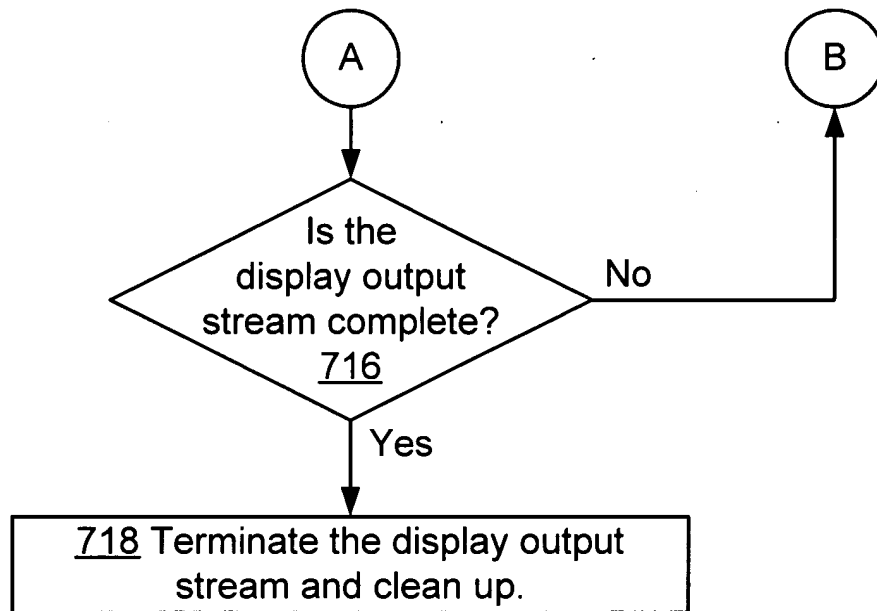 A
B
Is the
display output
stream complete?
716
No
Yes
718 Terminate the display output
stream and clean up.